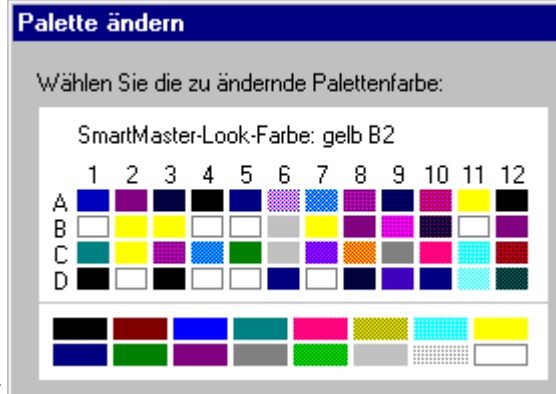 Palette ändern
Wählen Sie die zu ändernde Palettenfarbe:
SmartMaster-Look-Farbe: gelb B2
1 2 3 4 5 6 7 8 9 10 11 12
A
B
C
D